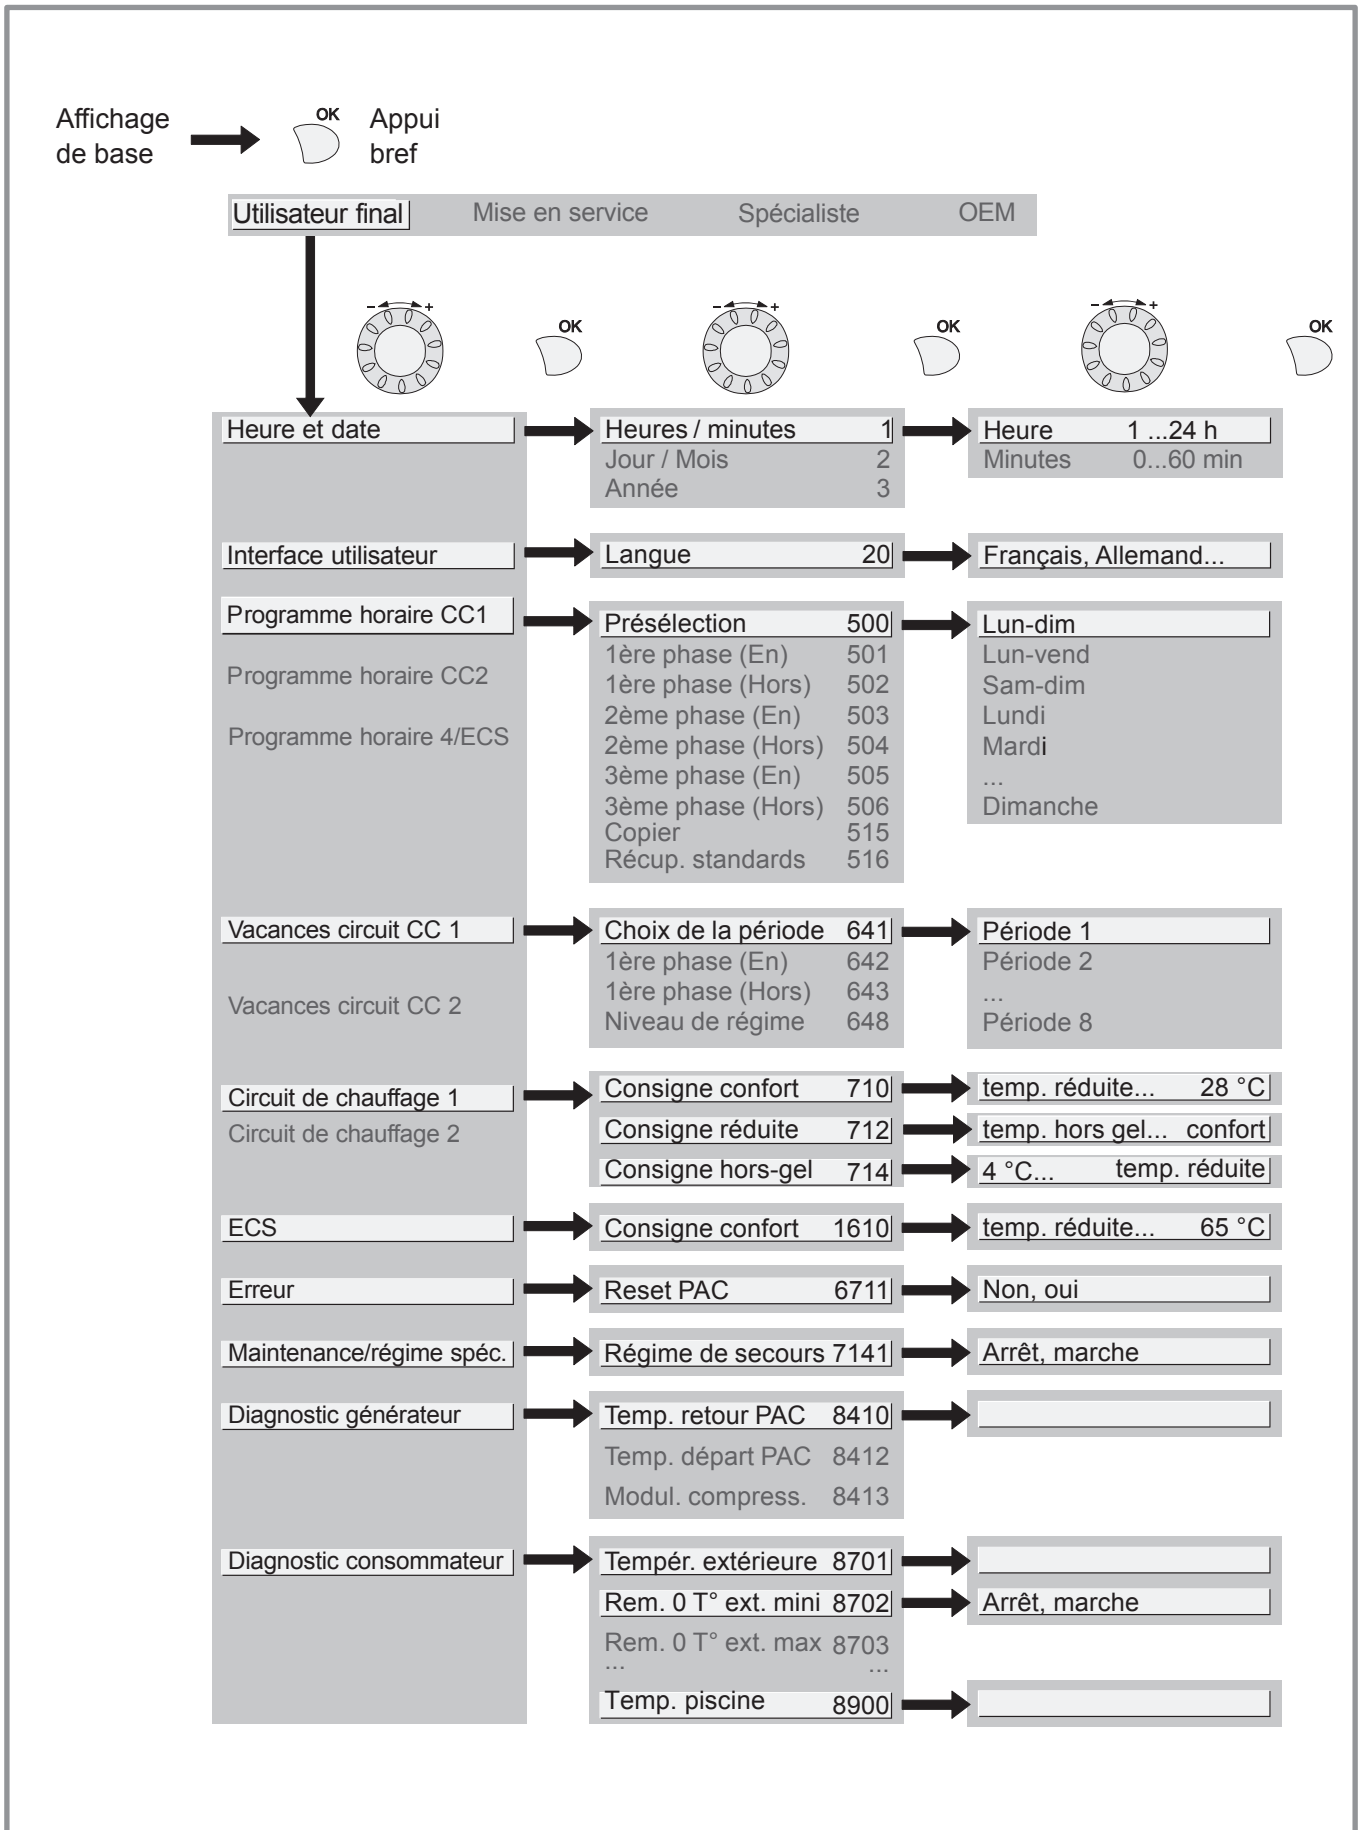 Affichage
de base
OK
Appui
bref
Utilisateur final Mise en service Spécialiste OEM
- + OK - + OK - + OK
Heure et date Heures / minutes 1 Heure 1 ...24 h
Jour / Mois 2 Minutes 0...60 min
Année 3
Interface utilisateur Langue 20 Français, Allemand...
Programme horaire CC1 Présélection 500 Lun-dim
1ère phase (En) 501 Lun-vend
Programme horaire CC2 1ère phase (Hors) 502 Sam-dim
2ème phase (En) 503 Lundi
Programme horaire 4/ECS 2ème phase (Hors) 504 Mardi
3ème phase (En) 505 ...
3ème phase (Hors) 506 Dimanche
Copier 515
Récup. standards 516
Vacances circuit CC 1 Choix de la période 641 Période 1
1ère phase (En) 642 Période 2
Vacances circuit CC 2 1ère phase (Hors) 643 ...
Niveau de régime 648 Période 8
Circuit de chauffage 1 Consigne confort 710 temp. réduite... 28 °C
Circuit de chauffage 2 Consigne réduite 712 temp. hors gel... confort
Consigne hors-gel 714 4 °C... temp. réduite
ECS Consigne confort 1610 temp. réduite... 65 °C
Erreur Reset PAC 6711 Non, oui
Maintenance/régime spéc. Régime de secours 7141 Arrêt, marche
Diagnostic générateur Temp. retour PAC 8410
Temp. départ PAC 8412
Modul. compress. 8413
Diagnostic consommateur Tempér. extérieure 8701
Rem. 0 T° ext. mini 8702 Arrêt, marche
Rem. 0 T° ext. max 8703
... ...
Temp. piscine 8900